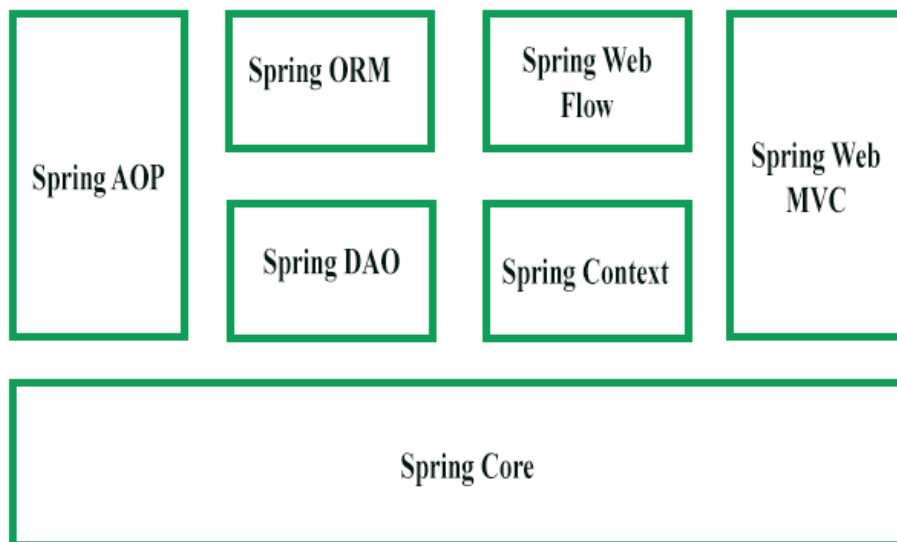 Spring AOP
Spring ORM
Spring Web
Flow
Spring Web
MVC
Spring DAO
Spring Context
Spring Core